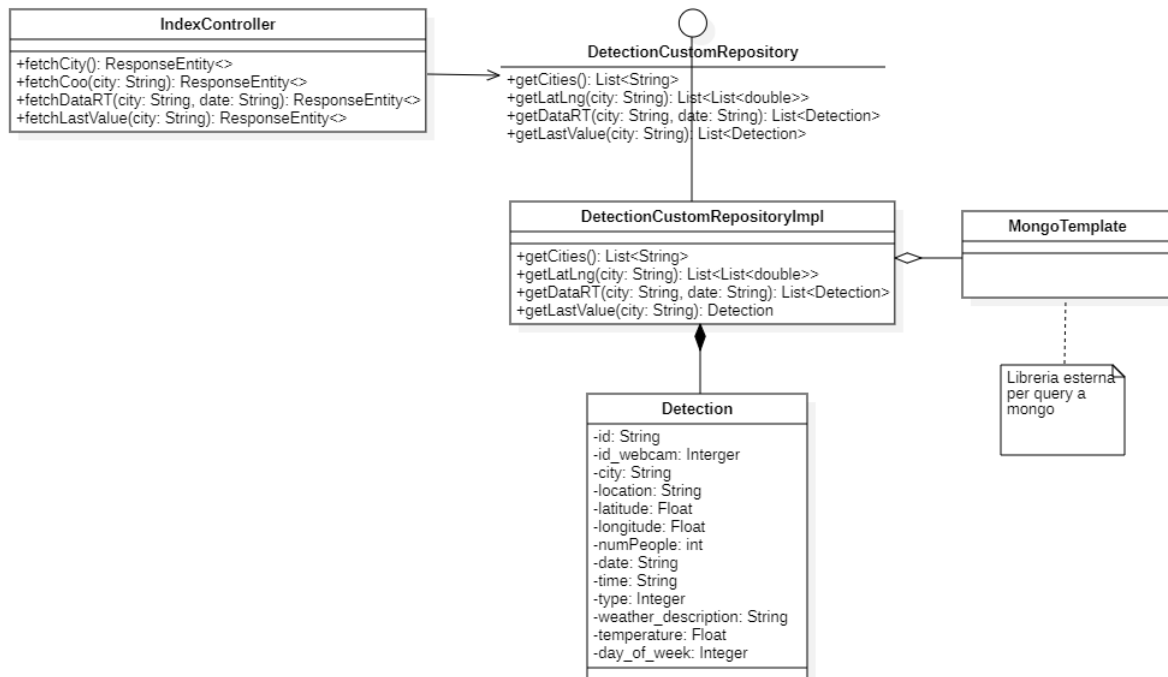 IndexController
+fetchCity(): ResponseEntity<>
+fetchCoo(city: String): ResponseEntity<>
+fetchDataRT(city: String, date: String): ResponseEntity<>
+fetchLastValue(city: String): ResponseEntity<>
DetectionCustomRepository
+getCities(): List<String>
+getLatLng(city: String): List<List<double>>
+getDataRT(city: String, date: String): List<Detection>
+getLastValue(city: String): List<Detection>
DetectionCustomRepositoryImpl
+getCities(): List<String>
+getLatLng(city: String): List<List<double>>
+getDataRT(city: String, date: String): List<Detection>
+getLastValue(city: String): Detection
MongoTemplate
Libreria esterna
per query a
mongo
Detection
-id: String
-id_webcam: Interger
-city: String
-location: String
-latitude: Float
-longitude: Float
-numPeople: int
-date: String
-time: String
-type: Integer
-weather_description: String
-temperature: Float
-day_of_week: Integer